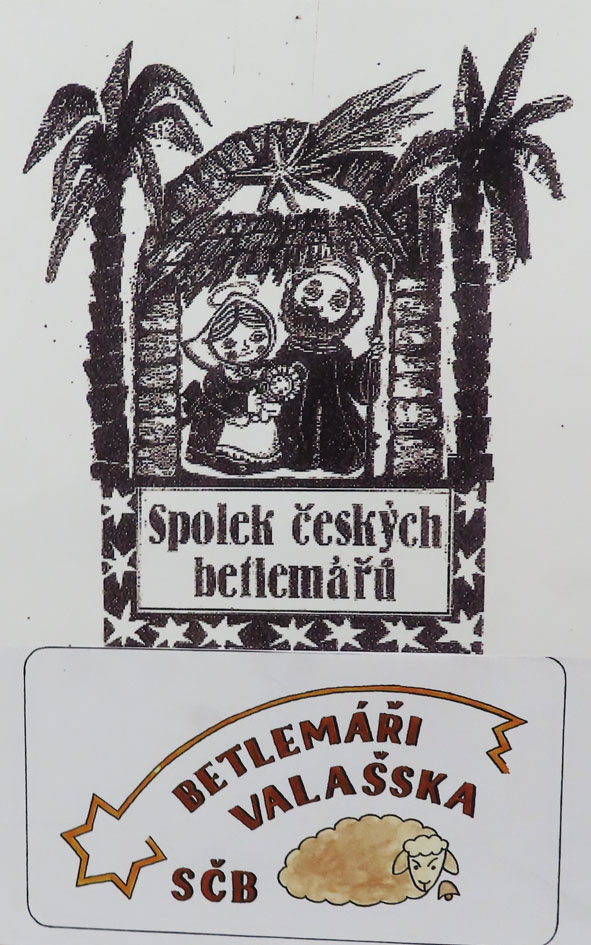 Spolek českých
betlemářů
BETLEMÁŘI
VALAŠSKA
SČB